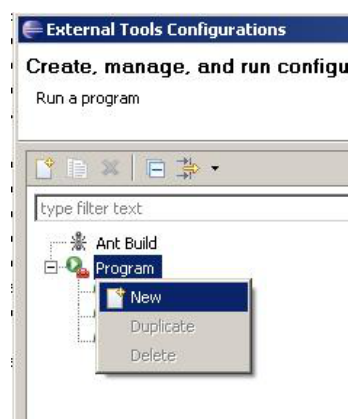 External Tools Configurations
Create, manage, and run configu
Run a program
type filter text
Ant Build
Program
New
Duplicate
Delete